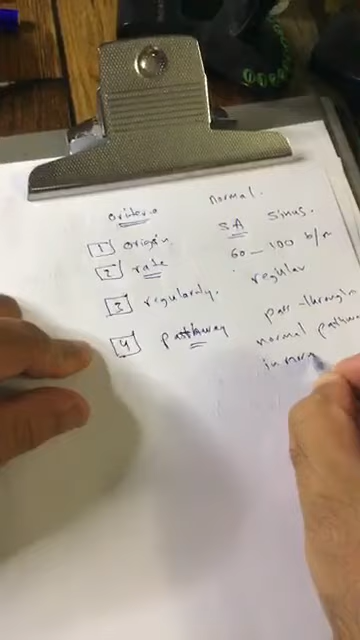 criteria normal.
1 origin SA sinus.
2 rate 60 - 100 b/m
3 regularity. regular
4 pathway pass through
normal pathway
in